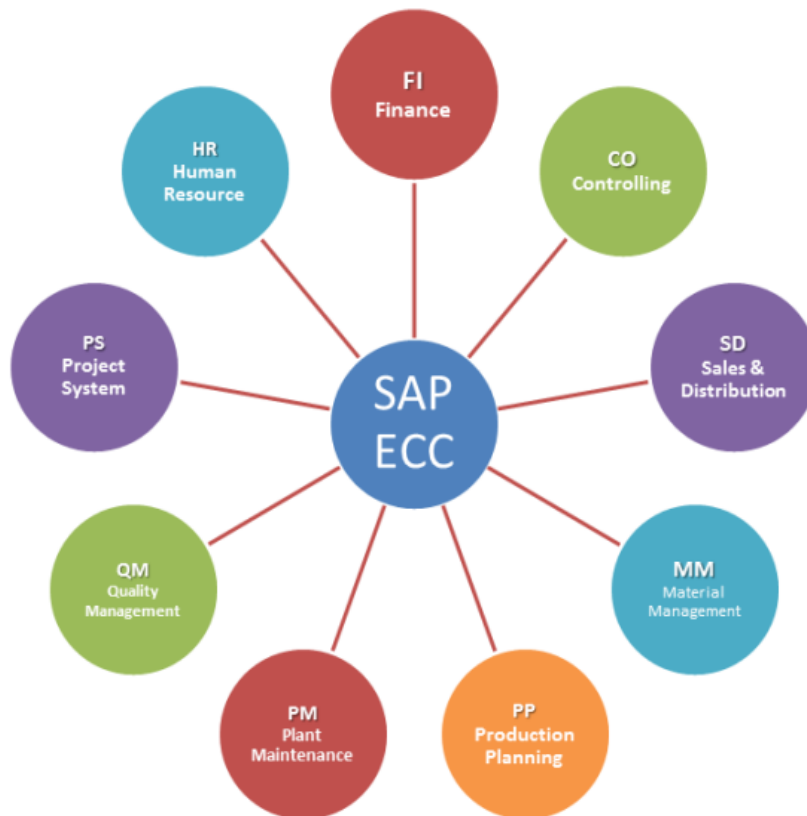 FI
Finance
CO
Controlling
SD
Sales &
Distribution
MM
Material
Management
PP
Production
Planning
PM
Plant
Maintenance
QM
Quality
Management
PS
Project
System
HR
Human
Resource
SAP
ECC